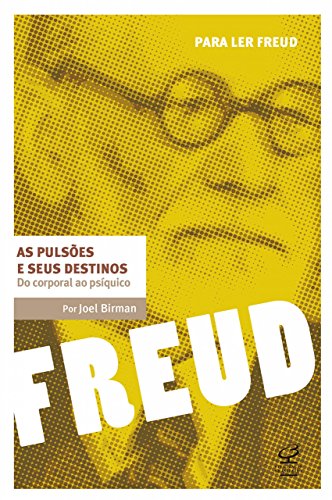 PARA LER FREUD
AS PULSÕES
E SEUS DESTINOS
Do corporal ao psíquico
Por Joel Birman
FREUD